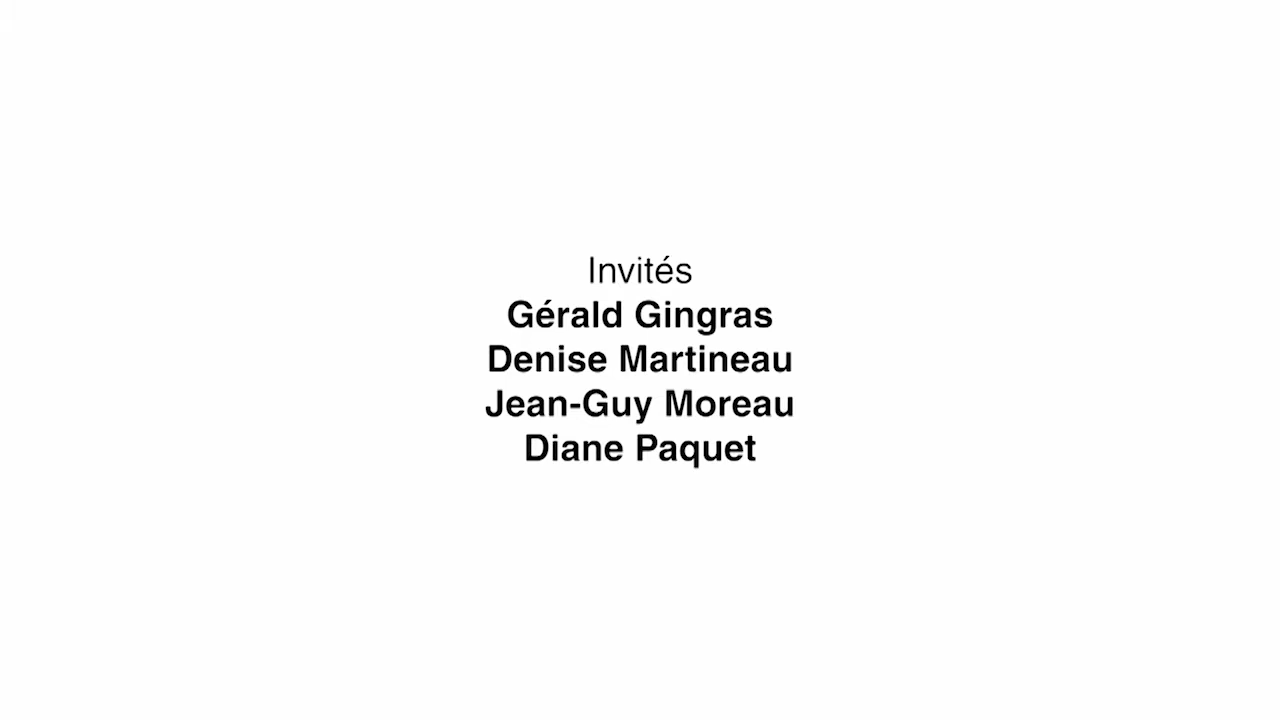 Invités
Gérald Gingras
Denise Martineau
Jean-Guy Moreau
Diane Paquet